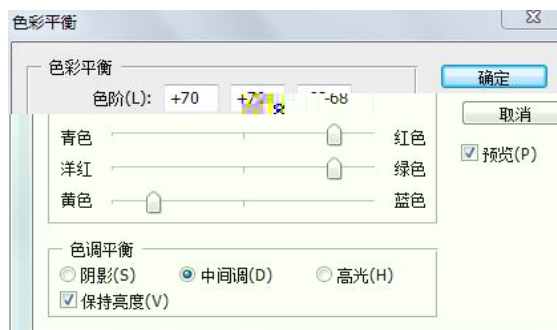 色彩平衡
色彩平衡
色阶(L): +70
确定
取消
青色 红色
预览(P)
洋红 绿色
黄色 蓝色
色调平衡
阴影(S) 中间调(D) 高光(H)
保持亮度(V)